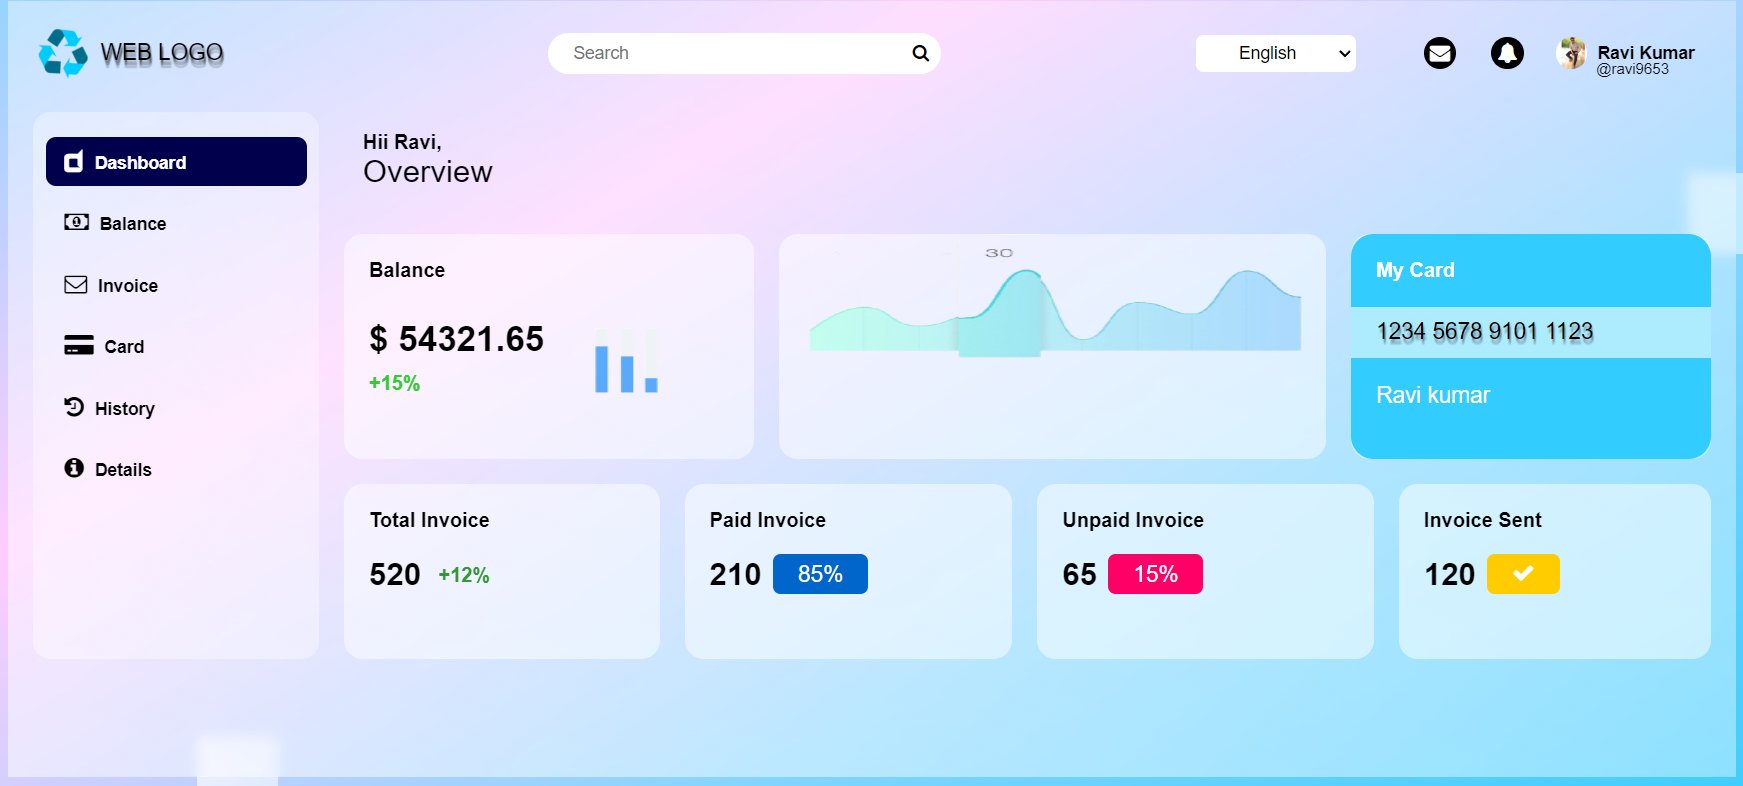 WEB LOGO
Search
English
Ravi Kumar
@ravi9653
Dashboard
Balance
Invoice
Card
History
Details
Hii Ravi,
Overview
Balance
$ 54321.65
+15%
30
My Card
1234 5678 9101 1123
Ravi kumar
Total Invoice
520 +12%
Paid Invoice
210 85%
Unpaid Invoice
65 15%
Invoice Sent
120